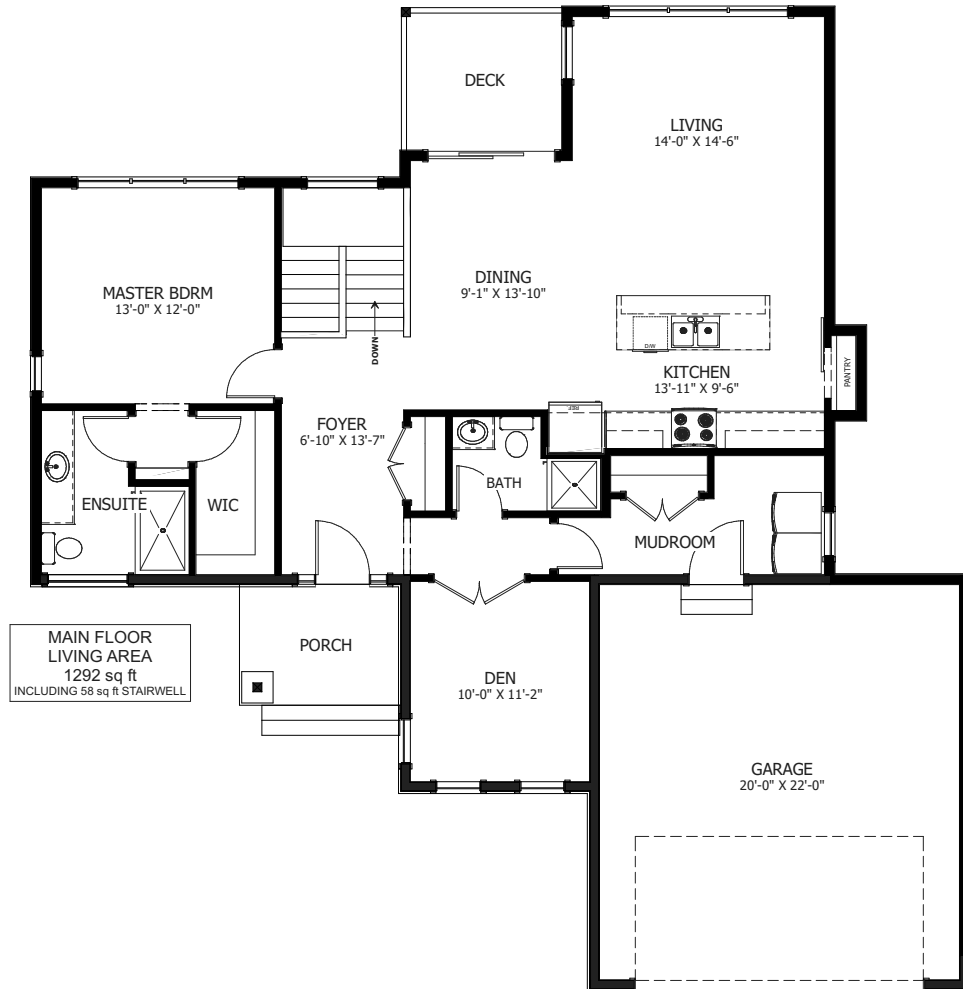 DECK
LIVING
14'-0" X 14'-6"
DINING
9'-1" X 13'-10"
MASTER BDRM
13'-0" X 12'-0"
DOWN
D/W
KITCHEN
13'-11" X 9'-6"
PANTRY
REF.
FOYER
6'-10" X 13'-7"
BATH
ENSUITE
WIC
MUDROOM
MAIN FLOOR
LIVING AREA
1292 sq ft
INCLUDING 58 sq ft STAIRWELL
PORCH
DEN
10'-0" X 11'-2"
GARAGE
20'-0" X 22'-0"